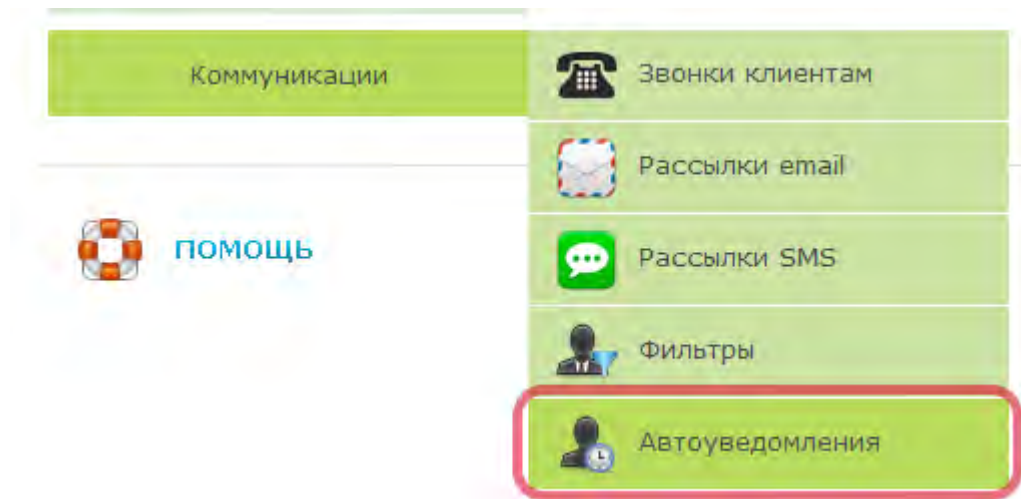 Коммуникации
Звонки клиентам
Рассылки email
Рассылки SMS
Фильтры
Автоуведомления
ПОМОЩЬ